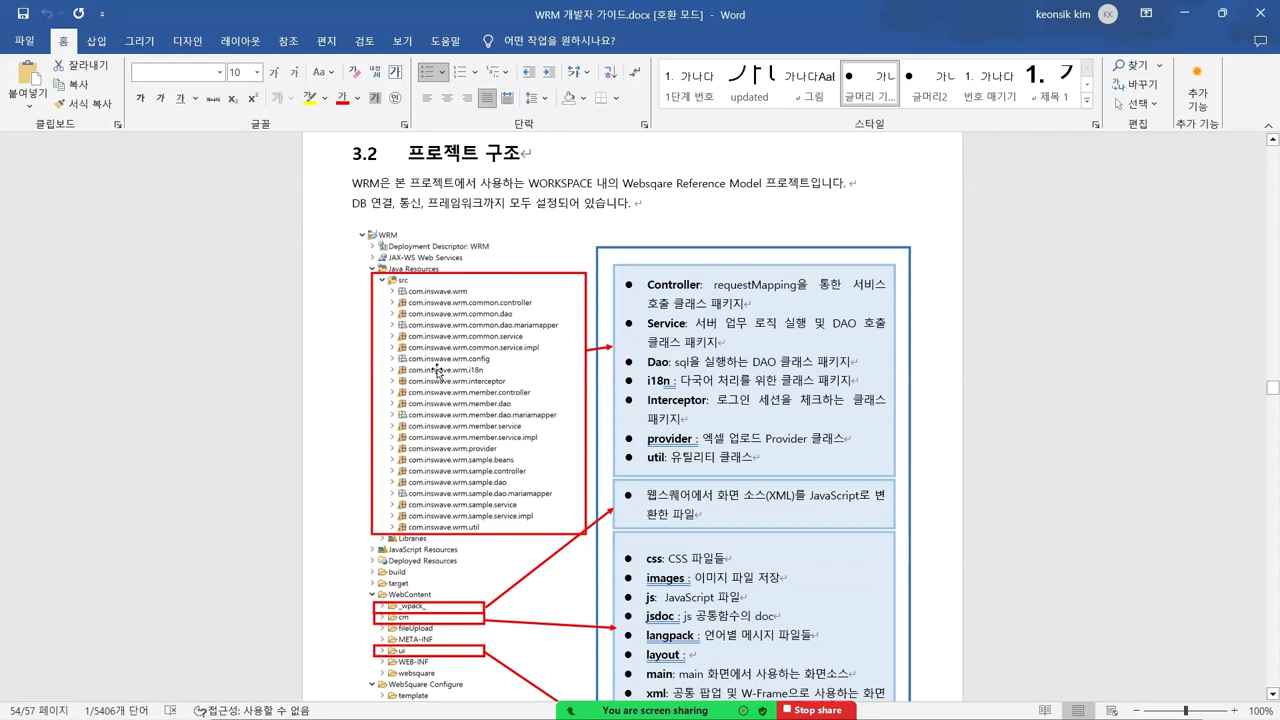 WRM 개발자 가이드.docx [호환 모드] - Word
keonsik kim
KK
파일 홈 삽입 그리기 디자인 레이아웃 참조 편지 검토 보기 도움말 어떤 작업을 원하시나요?
붙여넣기
잘라내기
복사
서식 복사
클립보드
10
글꼴
단락
1. 가나다
1단계 번호
updated
가나다AaB
그림
글머리 기...
글머리2
1. 가나다
번호 매기기
제목 1
스타일
찾기
바꾸기
선택
편집
추가 기능
추가 기능
3.2 프로젝트 구조
WRM은 본 프로젝트에서 사용하는 WORKSPACE 내의 Websqare Reference Model 프로젝트입니다.
DB 연결, 통신, 프레임워크까지 모두 설정되어 있습니다.
WRM
Deployment Descriptor: WRM
JAX-WS Web Services
Java Resources
src
com.inswave.wrm
com.inswave.wrm.common.controller
com.inswave.wrm.common.dao
com.inswave.wrm.common.dao.mariamapper
com.inswave.wrm.common.service
com.inswave.wrm.common.service.impl
com.inswave.wrm.config
com.inswave.wrm.i18n
com.inswave.wrm.interceptor
com.inswave.wrm.member.controller
com.inswave.wrm.member.dao
com.inswave.wrm.member.dao.mariamapper
com.inswave.wrm.member.service
com.inswave.wrm.member.service.impl
com.inswave.wrm.provider
com.inswave.wrm.sample.beans
com.inswave.wrm.sample.controller
com.inswave.wrm.sample.dao
com.inswave.wrm.sample.dao.mariamapper
com.inswave.wrm.sample.service
com.inswave.wrm.sample.service.impl
com.inswave.wrm.util
Libraries
JavaScript Resources
Deployed Resources
build
target
WebContent
_wpack_
cm
fileUpload
META-INF
ui
WEB-INF
websquare
WebSquare Configure
template
● Controller: requestMapping을 통한 서비스
호출 클래스 패키지
● Service: 서버 업무 로직 실행 및 DAO 호출
클래스 패키지
● Dao: sql을 실행하는 DAO 클래스 패키지
● i18n : 다국어 처리를 위한 클래스 패키지
● Interceptor: 로그인 세션을 체크하는 클래스
패키지
● provider : 엑셀 업로드 Provider 클래스
● util: 유틸리티 클래스
● 웹스퀘어에서 화면 소스(XML)를 JavaScript로 변
환한 파일
● css: CSS 파일들
● images : 이미지 파일 저장
● js: JavaScript 파일
● jsdoc : js 공통함수의 doc
● langpack : 언어별 메시지 파일들
● layout :
● main: main 화면에서 사용하는 화면소스
● xml: 공통 팝업 및 W-Frame으로 사용하는 화면
54/57 페이지
1/5406개 단어
접근성: 사용할 수 없음
You are screen sharing
Stop share
100%